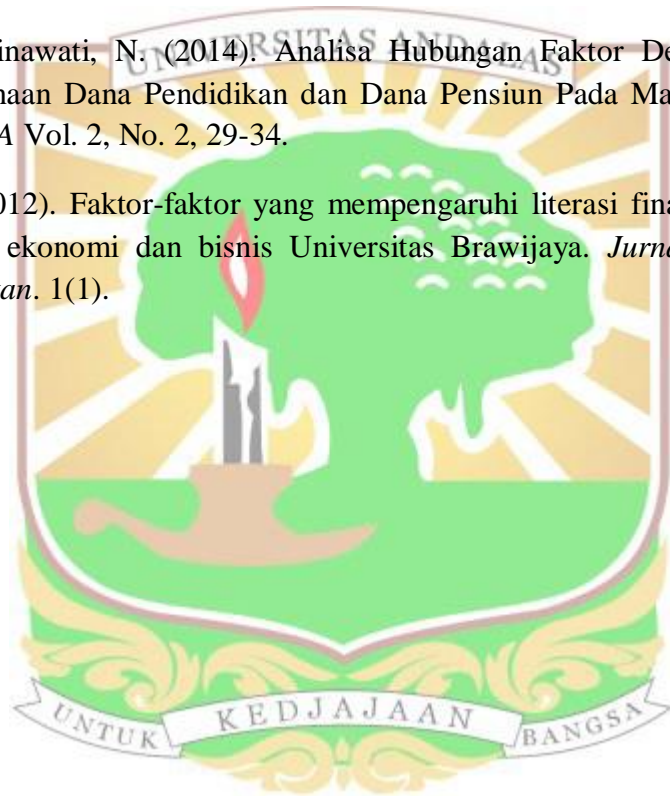 UNIVERSITAS ANDALAS
inawati, N. (2014). Analisa Hubungan Faktor De
naan Dana Pendidikan dan Dana Pensiun Pada Ma
A Vol. 2, No. 2, 29-34.
012). Faktor-faktor yang mempengaruhi literasi fina
ekonomi dan bisnis Universitas Brawijaya. Jurna
an. 1(1).
UNTUK KEDJAJAAN BANGSA